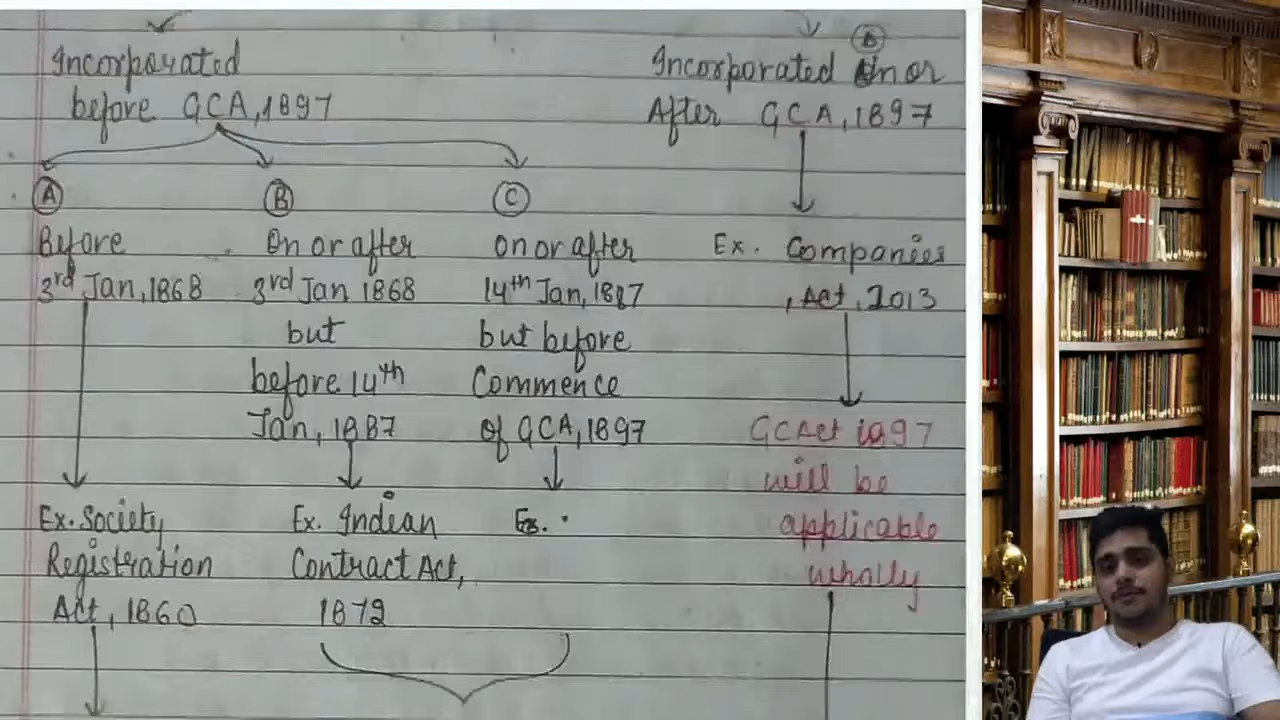 Incorporated
before GCA, 1897
A
Before
3rd Jan, 1868
Ex. Society
Registration
Act, 1860
B
On or after
3rd Jan 1868
but
before 14th
Jan, 1887
Ex. Indian
Contract Act,
1872
C
on or after
14th Jan, 1887
but before
Commence
of GCA, 1897
Ex. .
D
Incorporated On or
After GCA, 1897
Ex. Companies
, Act, 2013
GC Act 1897
will be
applicable
wholly